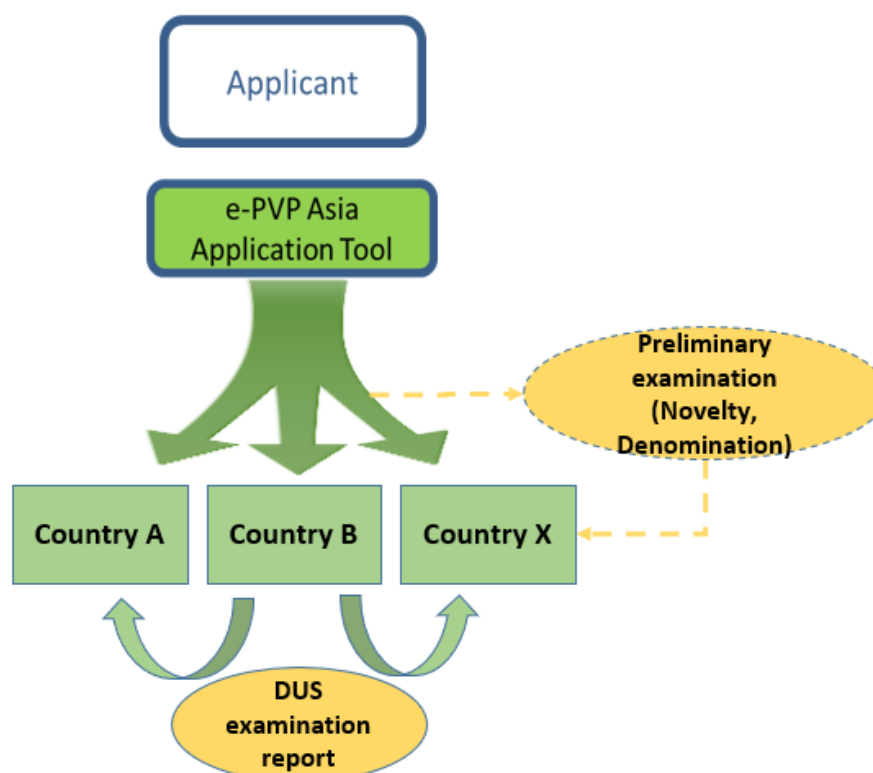 Applicant
e-PVP Asia
Application Tool
Preliminary
examination
(Novelty,
Denomination)
Country A
Country B
Country X
DUS
examination
report